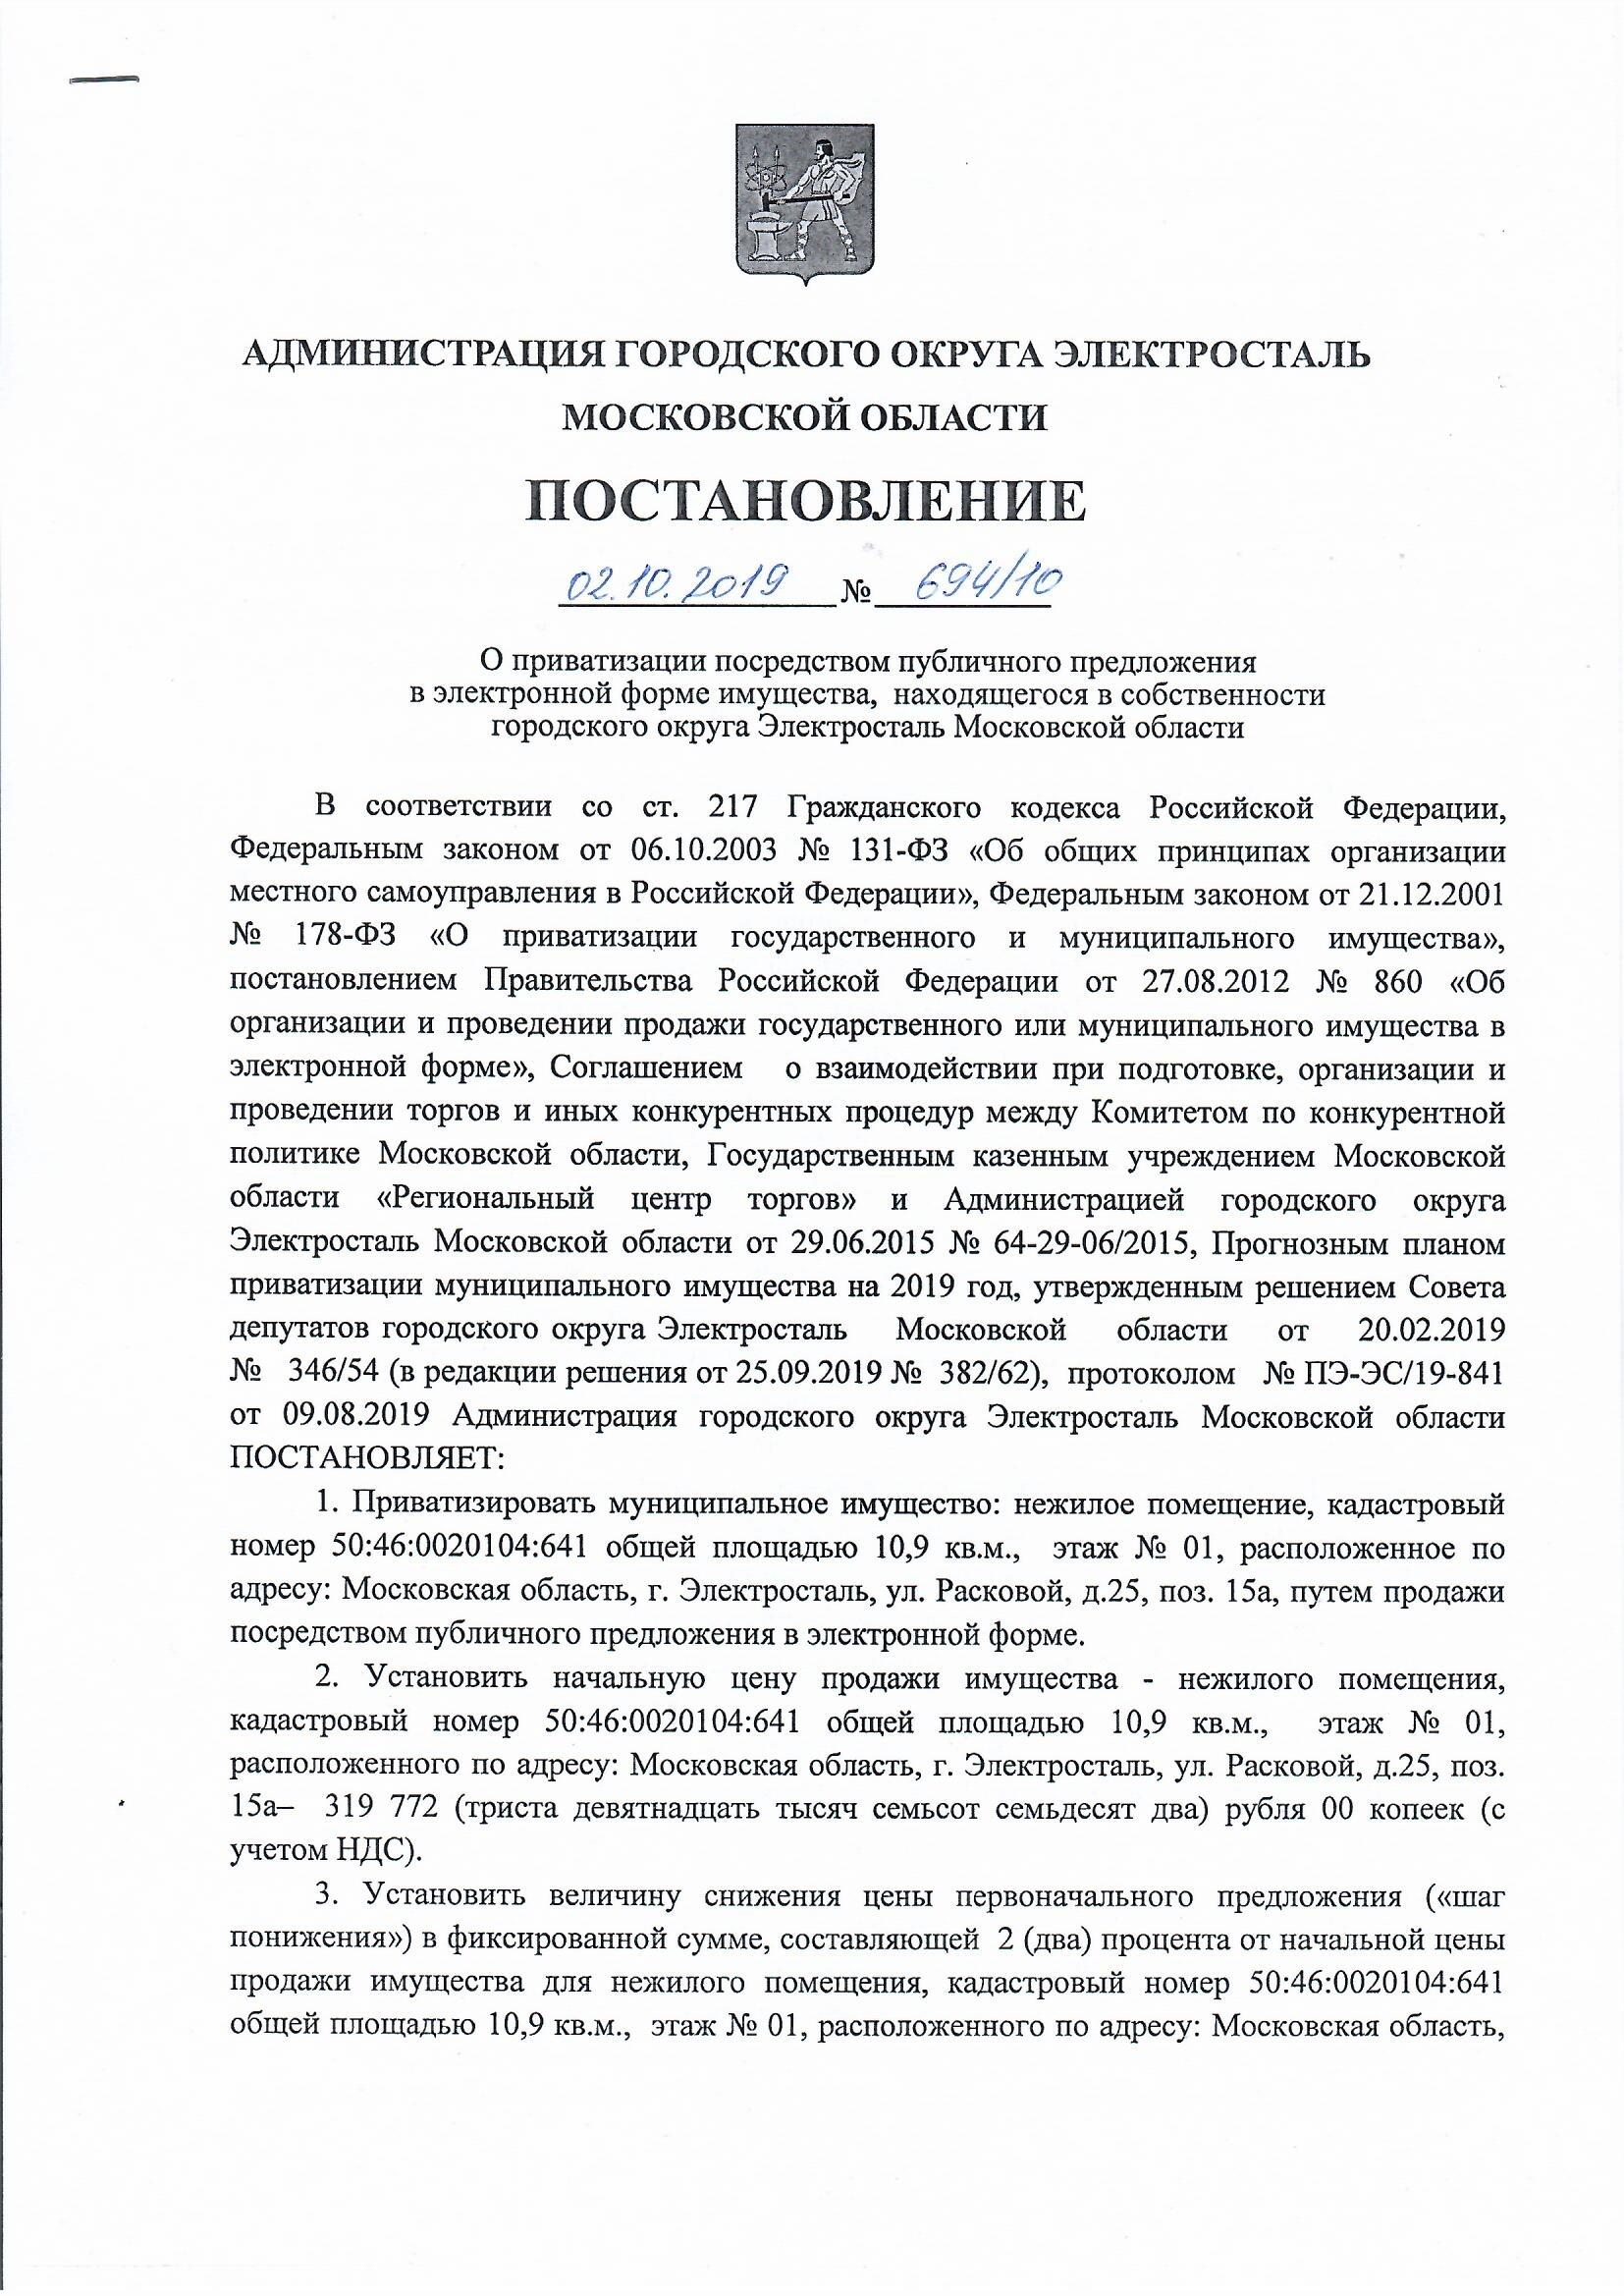 АДМИНИСТРАЦИЯ ГОРОДСКОГО ОКРУГА ЭЛЕКТРОСТАЛЬ
МОСКОВСКОЙ ОБЛАСТИ
ПОСТАНОВЛЕНИЕ
02.10.2019 № 694/10
О приватизации посредством публичного предложения
в электронной форме имущества, находящегося в собственности
городского округа Электросталь Московской области
В соответствии со ст. 217 Гражданского кодекса Российской Федерации,
Федеральным законом от 06.10.2003 № 131-ФЗ «Об общих принципах организации
местного самоуправления в Российской Федерации», Федеральным законом от 21.12.2001
№ 178-ФЗ «О приватизации государственного и муниципального имущества»,
постановлением Правительства Российской Федерации от 27.08.2012 № 860 «Об
организации и проведении продажи государственного или муниципального имущества в
электронной форме», Соглашением о взаимодействии при подготовке, организации и
проведении торгов и иных конкурентных процедур между Комитетом по конкурентной
политике Московской области, Государственным казенным учреждением Московской
области «Региональный центр торгов» и Администрацией городского округа
Электросталь Московской области от 29.06.2015 № 64-29-06/2015, Прогнозным планом
приватизации муниципального имущества на 2019 год, утвержденным решением Совета
депутатов городского округа Электросталь Московской области от 20.02.2019
№ 346/54 (в редакции решения от 25.09.2019 № 382/62), протоколом № ПЭ-ЭС/19-841
от 09.08.2019 Администрация городского округа Электросталь Московской области
ПОСТАНОВЛЯЕТ:
1. Приватизировать муниципальное имущество: нежилое помещение, кадастровый
номер 50:46:0020104:641 общей площадью 10,9 кв.м., этаж № 01, расположенное по
адресу: Московская область, г. Электросталь, ул. Расковой, д.25, поз. 15а, путем продажи
посредством публичного предложения в электронной форме.
2. Установить начальную цену продажи имущества - нежилого помещения,
кадастровый номер 50:46:0020104:641 общей площадью 10,9 кв.м., этаж № 01,
расположенного по адресу: Московская область, г. Электросталь, ул. Расковой, д.25, поз.
15а– 319 772 (триста девятнадцать тысяч семьсот семьдесят два) рубля 00 копеек (с
учетом НДС).
3. Установить величину снижения цены первоначального предложения («шаг
понижения») в фиксированной сумме, составляющей 2 (два) процента от начальной цены
продажи имущества для нежилого помещения, кадастровый номер 50:46:0020104:641
общей площадью 10,9 кв.м., этаж № 01, расположенного по адресу: Московская область,